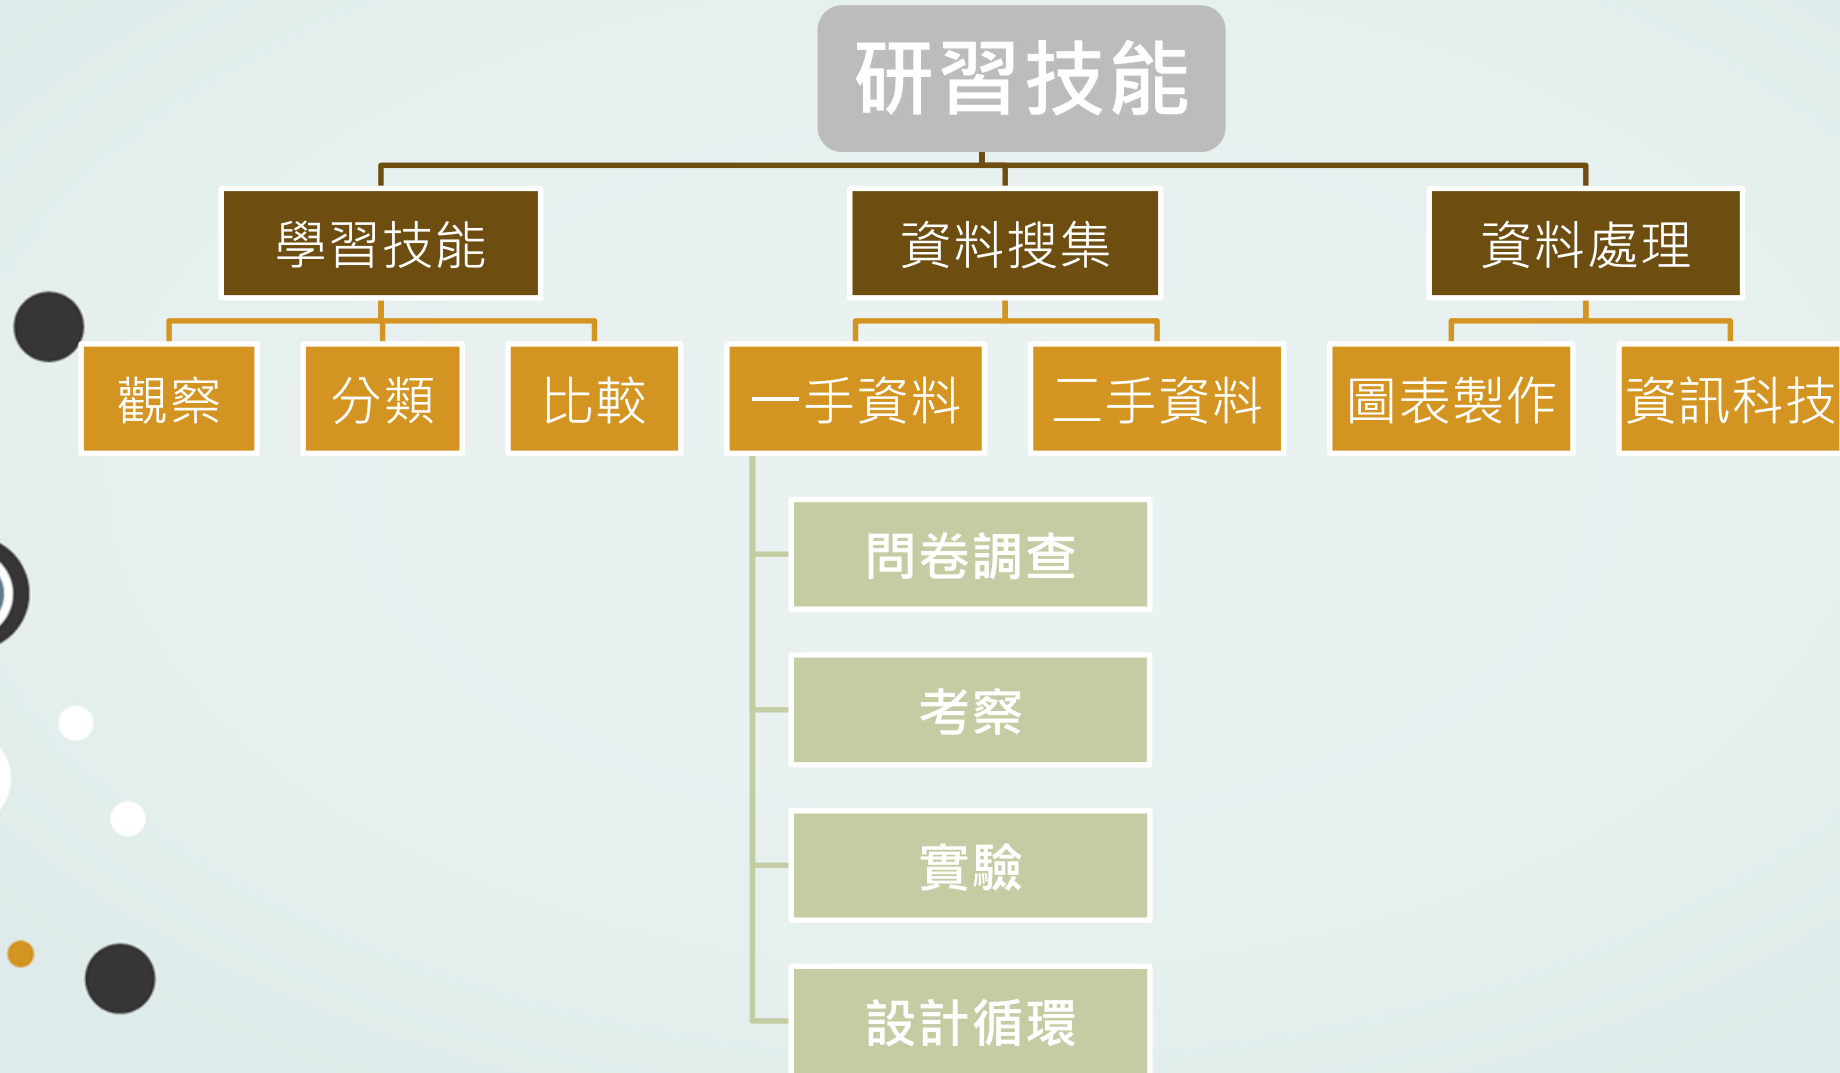 研習技能
學習技能
資料搜集
資料處理
觀察
分類
比較
一手資料
二手資料
圖表製作
資訊科技
問卷調查
考察
實驗
設計循環